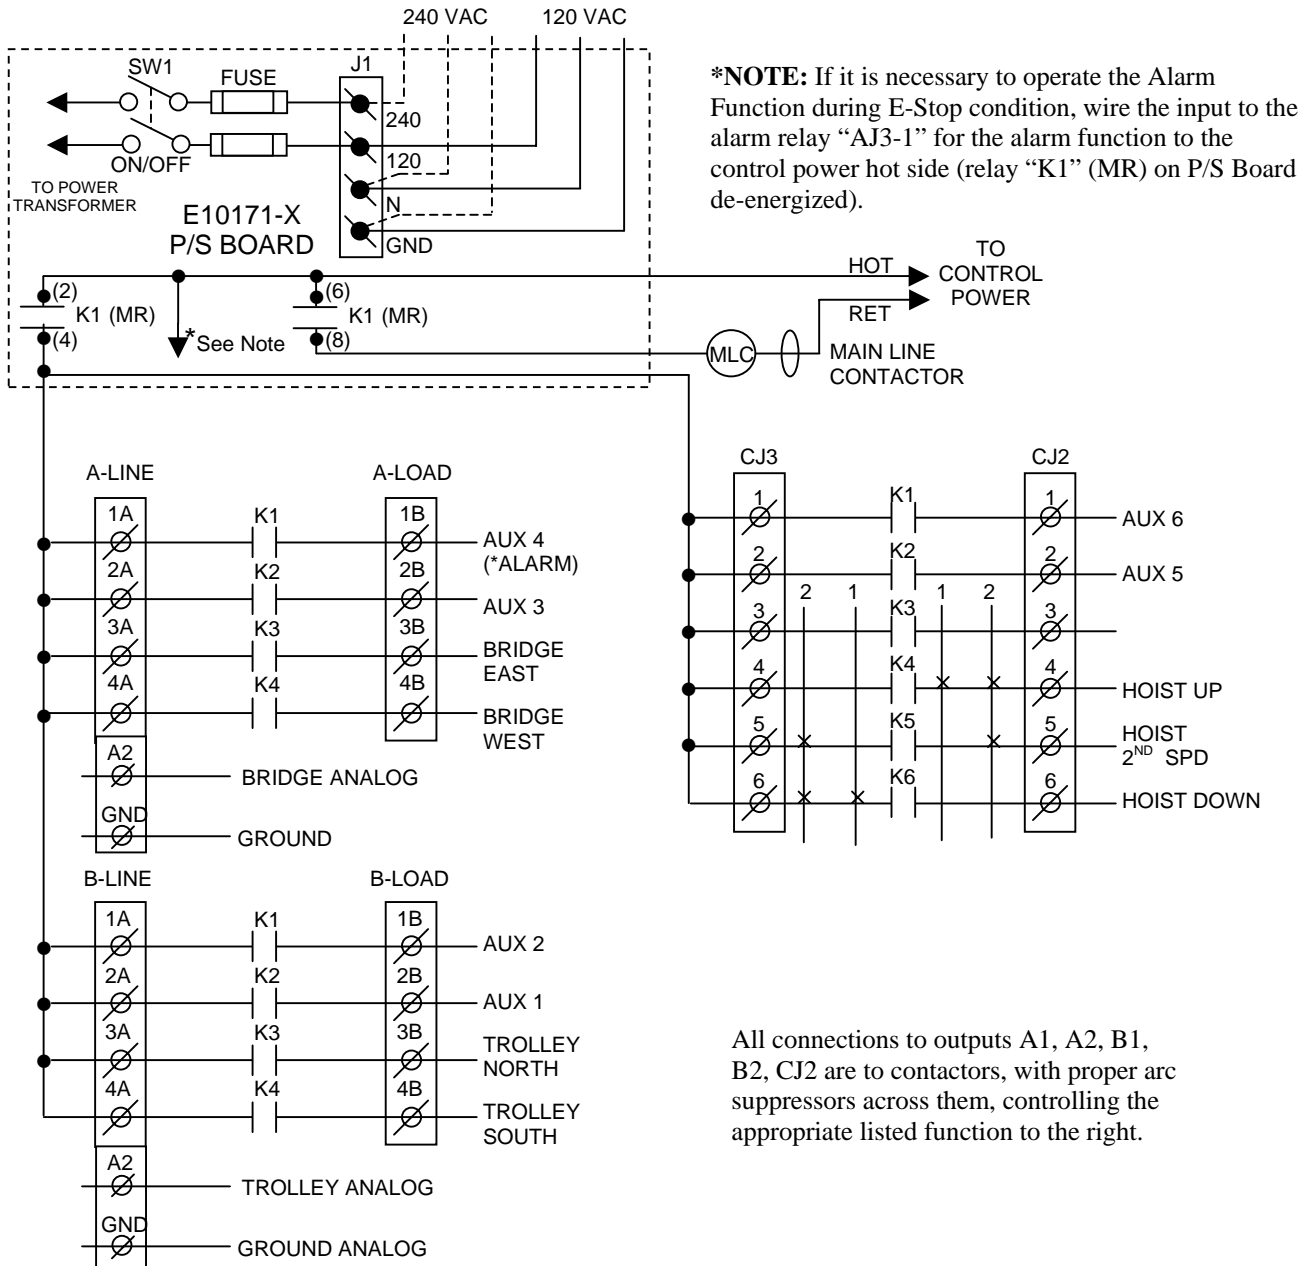 240 VAC 120 VAC
SW1
FUSE
J1
240
120
N
GND
ON/OFF
TO POWER
TRANSFORMER
E10171-X
P/S BOARD
*NOTE: If it is necessary to operate the Alarm
Function during E-Stop condition, wire the input to the
alarm relay “AJ3-1” for the alarm function to the
control power hot side (relay “K1” (MR) on P/S Board
de-energized).
(2)
K1 (MR)
(4)
*See Note
(6)
K1 (MR)
(8)
HOT
RET
TO
CONTROL
POWER
MLC
MAIN LINE
CONTACTOR
A-LINE A-LOAD
1A K1 1B AUX 4
(*ALARM)
2A K2 2B AUX 3
3A K3 3B BRIDGE
EAST
4A K4 4B BRIDGE
WEST
A2 BRIDGE ANALOG
GND GROUND
CJ3 CJ2
1 K1 1 AUX 6
2 K2 2 AUX 5
2 1 1 2
3 K3 3
4 K4 4 HOIST UP
5 K5 5 HOIST
2ND SPD
6 K6 6 HOIST DOWN
B-LINE B-LOAD
1A K1 1B AUX 2
2A K2 2B AUX 1
3A K3 3B TROLLEY
NORTH
4A K4 4B TROLLEY
SOUTH
A2 TROLLEY ANALOG
GND GROUND ANALOG
All connections to outputs A1, A2, B1,
B2, CJ2 are to contactors, with proper arc
suppressors across them, controlling the
appropriate listed function to the right.